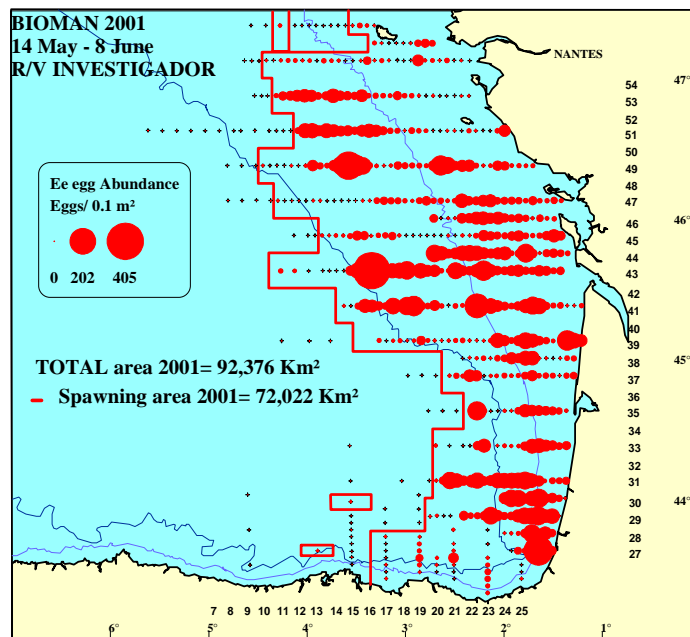 BIOMAN 2001
14 May - 8 June
R/V INVESTIGADOR
NANTES
47°
54
53
52
51
50
49
48
47
46
46°
45
44
43
42
41
40
39
45°
38
37
36
35
34
33
32
31
44°
30
29
28
27
Ee egg Abundance
Eggs/ 0.1 m²
0 202 405
TOTAL area 2001= 92,376 Km²
Spawning area 2001= 72,022 Km²
7 8 9 10 11 12 13 14 15 16 17 18 19 20 21 22 23 24 25
6° 5° 4° 3° 2° 1°